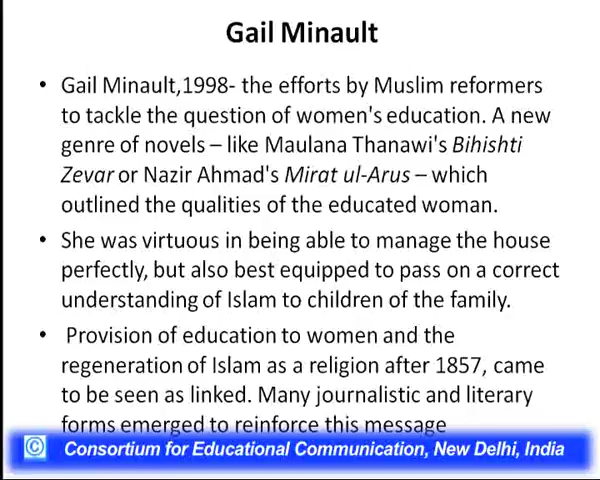 Gail Minault
• Gail Minault,1998- the efforts by Muslim reformers
to tackle the question of women's education. A new
genre of novels – like Maulana Thanawi's Bihishti
Zevar or Nazir Ahmad's Mirat ul-Arus – which
outlined the qualities of the educated woman.
• She was virtuous in being able to manage the house
perfectly, but also best equipped to pass on a correct
understanding of Islam to children of the family.
• Provision of education to women and the
regeneration of Islam as a religion after 1857, came
to be seen as linked. Many journalistic and literary
forms emerged to reinforce this message
© Consortium for Educational Communication, New Delhi, India